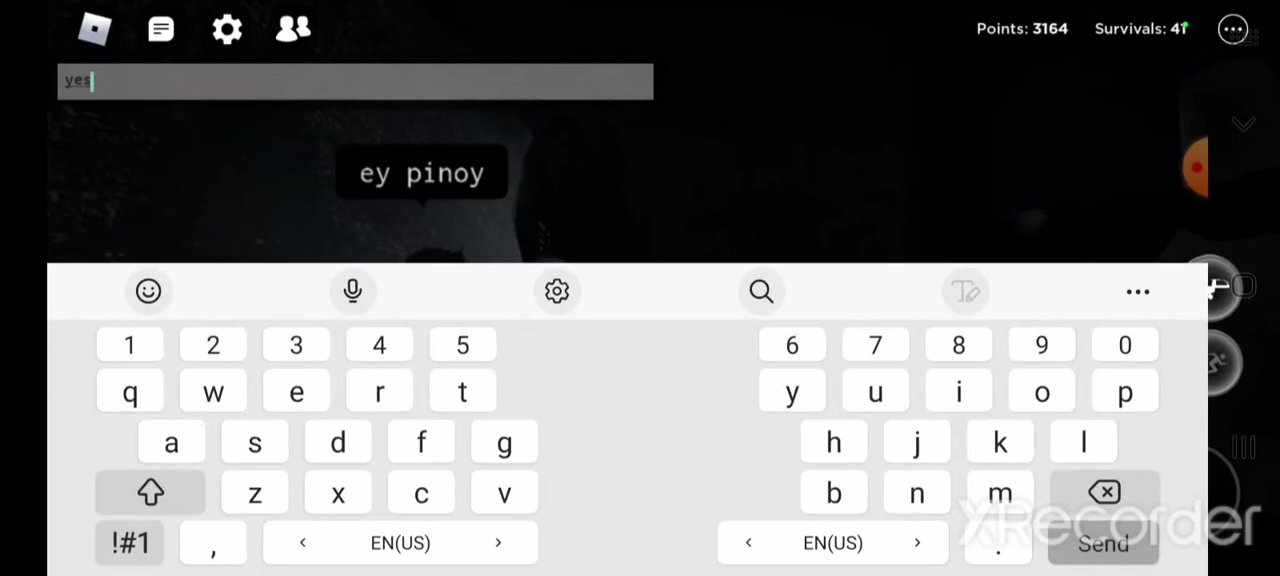 Points: 3164 Survivals: 41
yes
ey pinoy
1 2 3 4 5 6 7 8 9 0
q w e r t y u i o p
a s d f g h j k l
z x c v b n m
!#1 , < EN(US) > < EN(US) > . Send
XRecorder